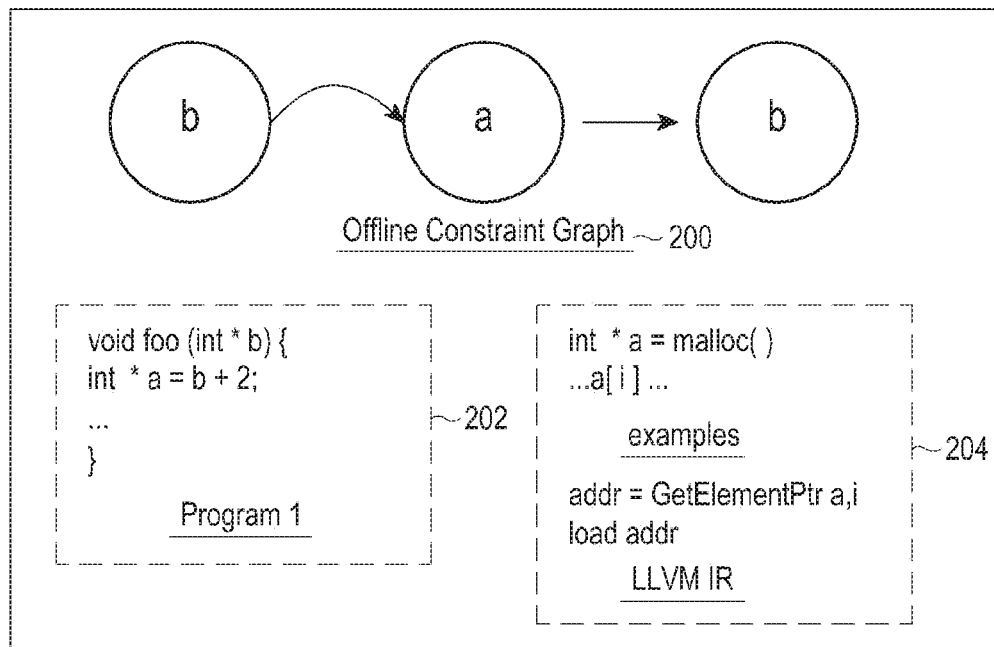 b a b
Offline Constraint Graph ~ 200
void foo (int * b) {
int * a = b + 2;
...
}
Program 1
202
int * a = malloc( )
...a[ i ] ...
examples
addr = GetElementPtr a,i
load addr
LLVM IR
204